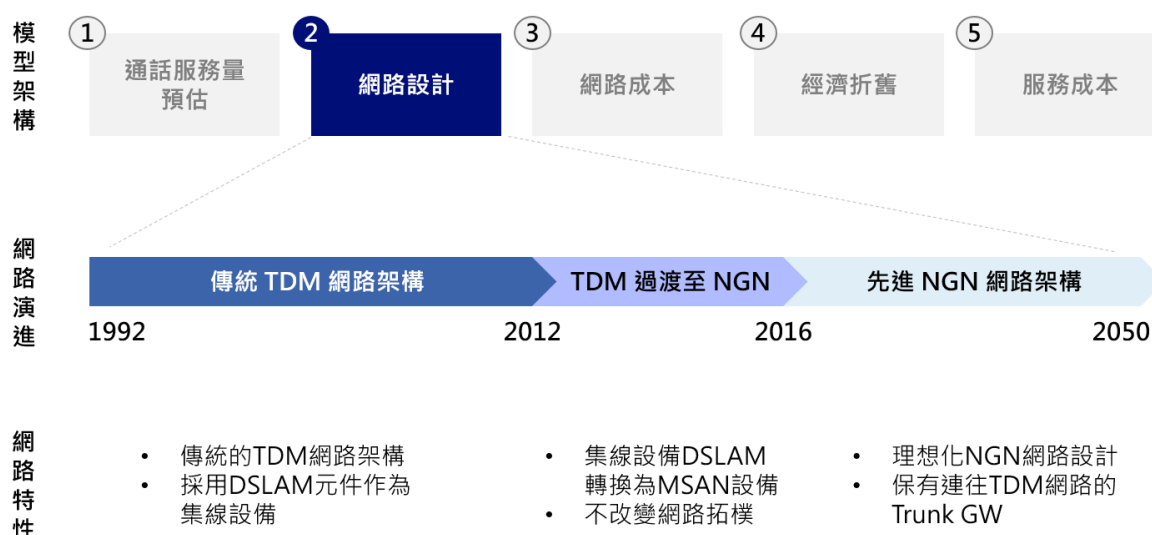 模型架構
1
通話服務量
預估
2
網路設計
3
網路成本
4
經濟折舊
5
服務成本
網路演進
傳統 TDM 網路架構
TDM 過渡至 NGN
先進 NGN 網路架構
1992
2012
2016
2050
網路特性
• 傳統的TDM網路架構
• 採用DSLAM元件作為
集線設備
• 集線設備DSLAM
轉換為MSAN設備
• 不改變網路拓樸
• 理想化NGN網路設計
• 保有連往TDM網路的
Trunk GW